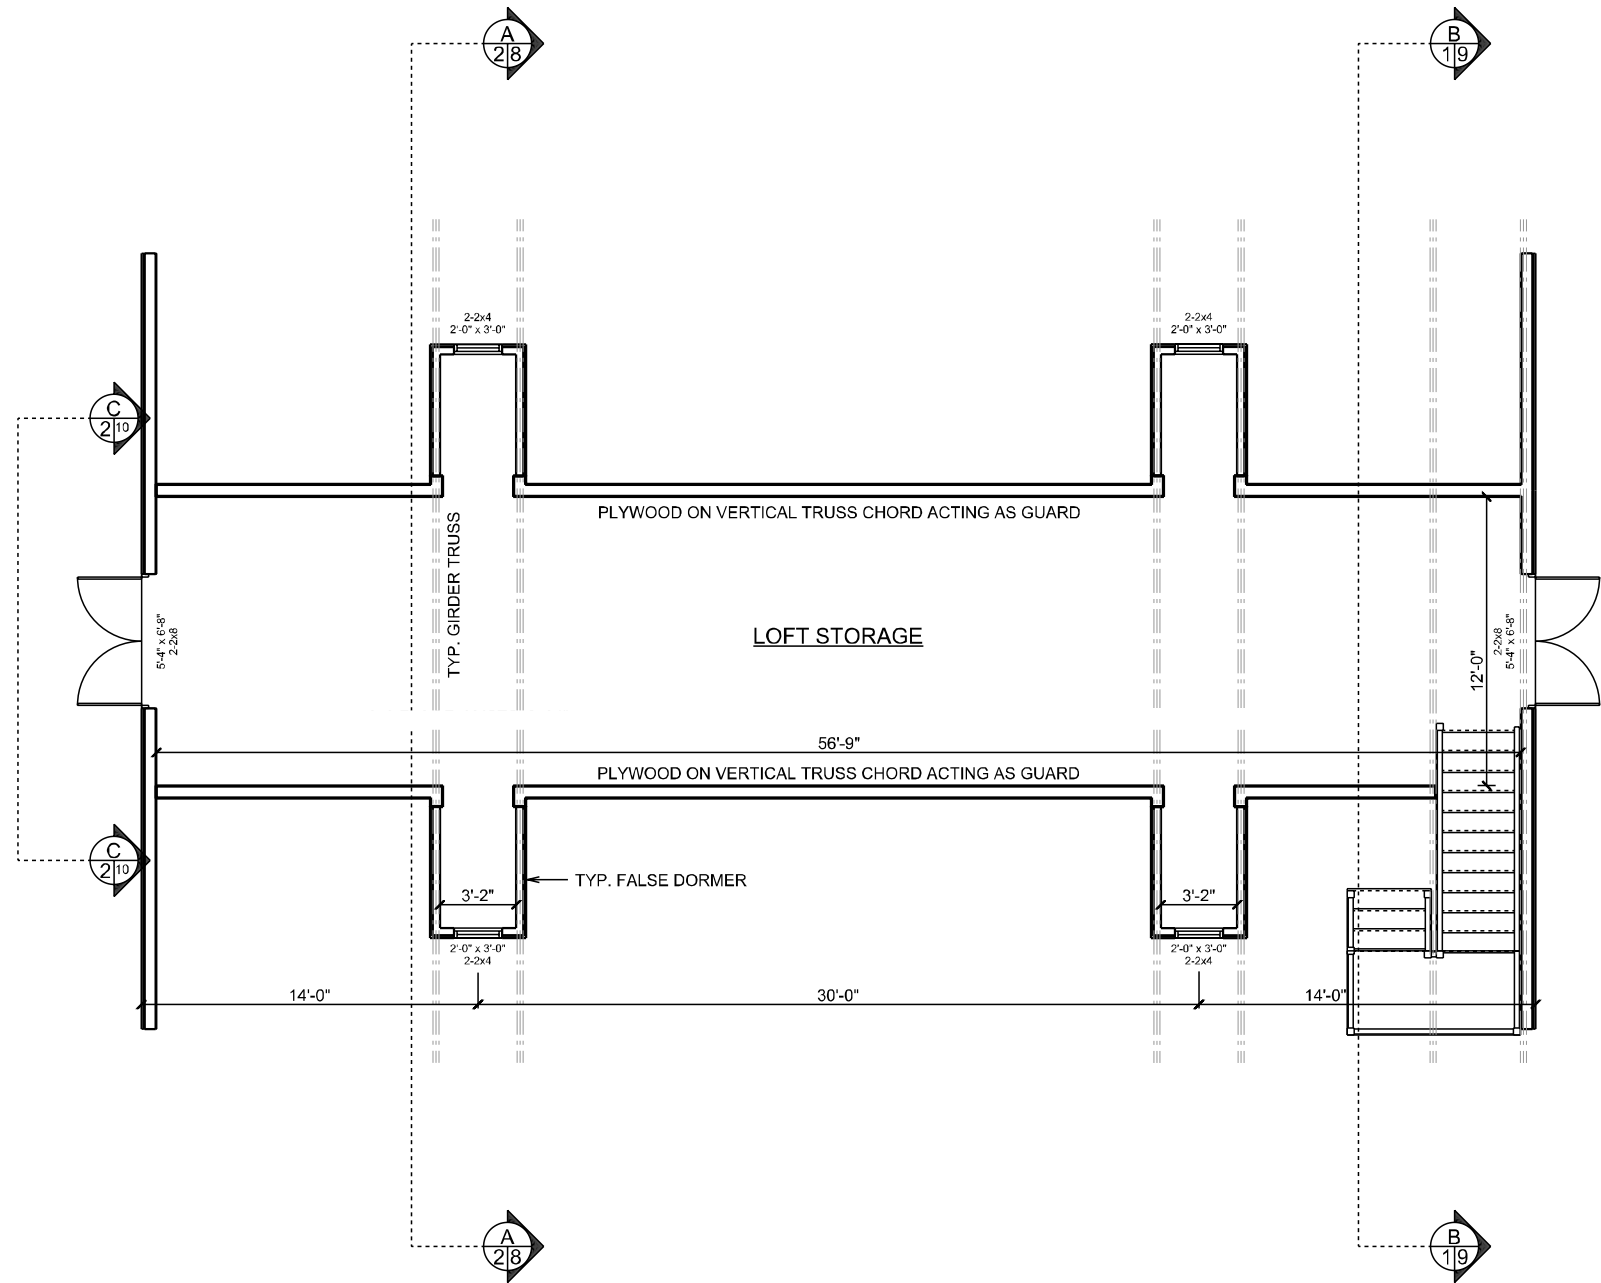 A
2 8
B
1 9
2-2x4
2'-0" x 3'-0"
2-2x4
2'-0" x 3'-0"
C
2 10
PLYWOOD ON VERTICAL TRUSS CHORD ACTING AS GUARD
TYP. GIRDER TRUSS
5'-4" x 6'-8"
2-2x8
LOFT STORAGE
12'-0"
2-2x8
5'-4" x 6'-8"
56'-9"
PLYWOOD ON VERTICAL TRUSS CHORD ACTING AS GUARD
C
2 10
TYP. FALSE DORMER
3'-2"
3'-2"
2'-0" x 3'-0"
2-2x4
2'-0" x 3'-0"
2-2x4
14'-0"
30'-0"
14'-0"
A
2 8
B
1 9